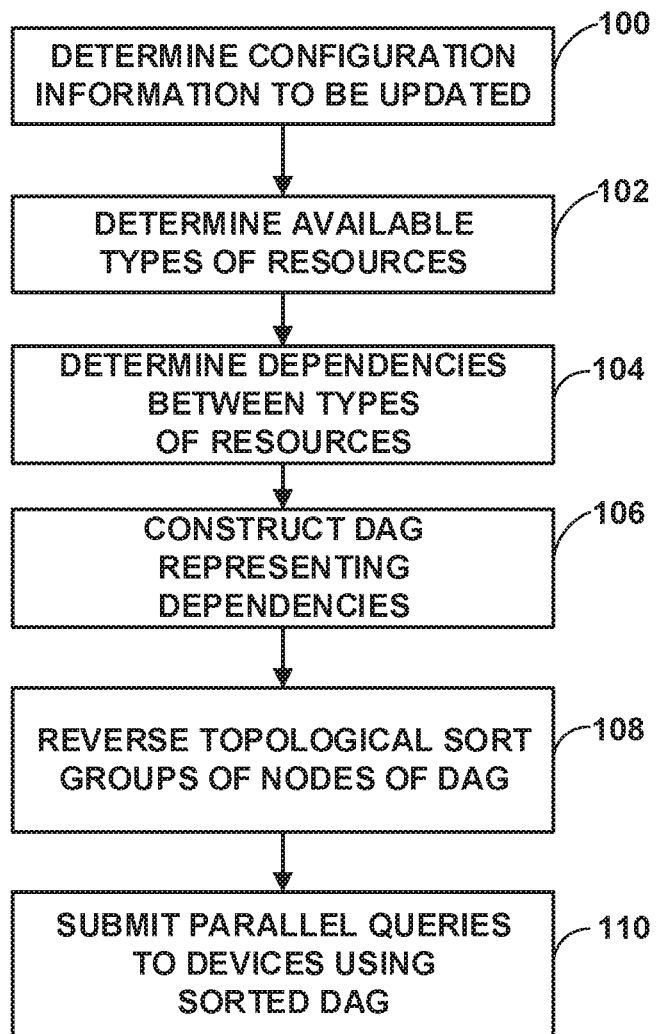 100
DETERMINE CONFIGURATION
INFORMATION TO BE UPDATED
102
DETERMINE AVAILABLE
TYPES OF RESOURCES
104
DETERMINE DEPENDENCIES
BETWEEN TYPES
OF RESOURCES
106
CONSTRUCT DAG
REPRESENTING
DEPENDENCIES
108
REVERSE TOPOLOGICAL SORT
GROUPS OF NODES OF DAG
110
SUBMIT PARALLEL QUERIES
TO DEVICES USING
SORTED DAG